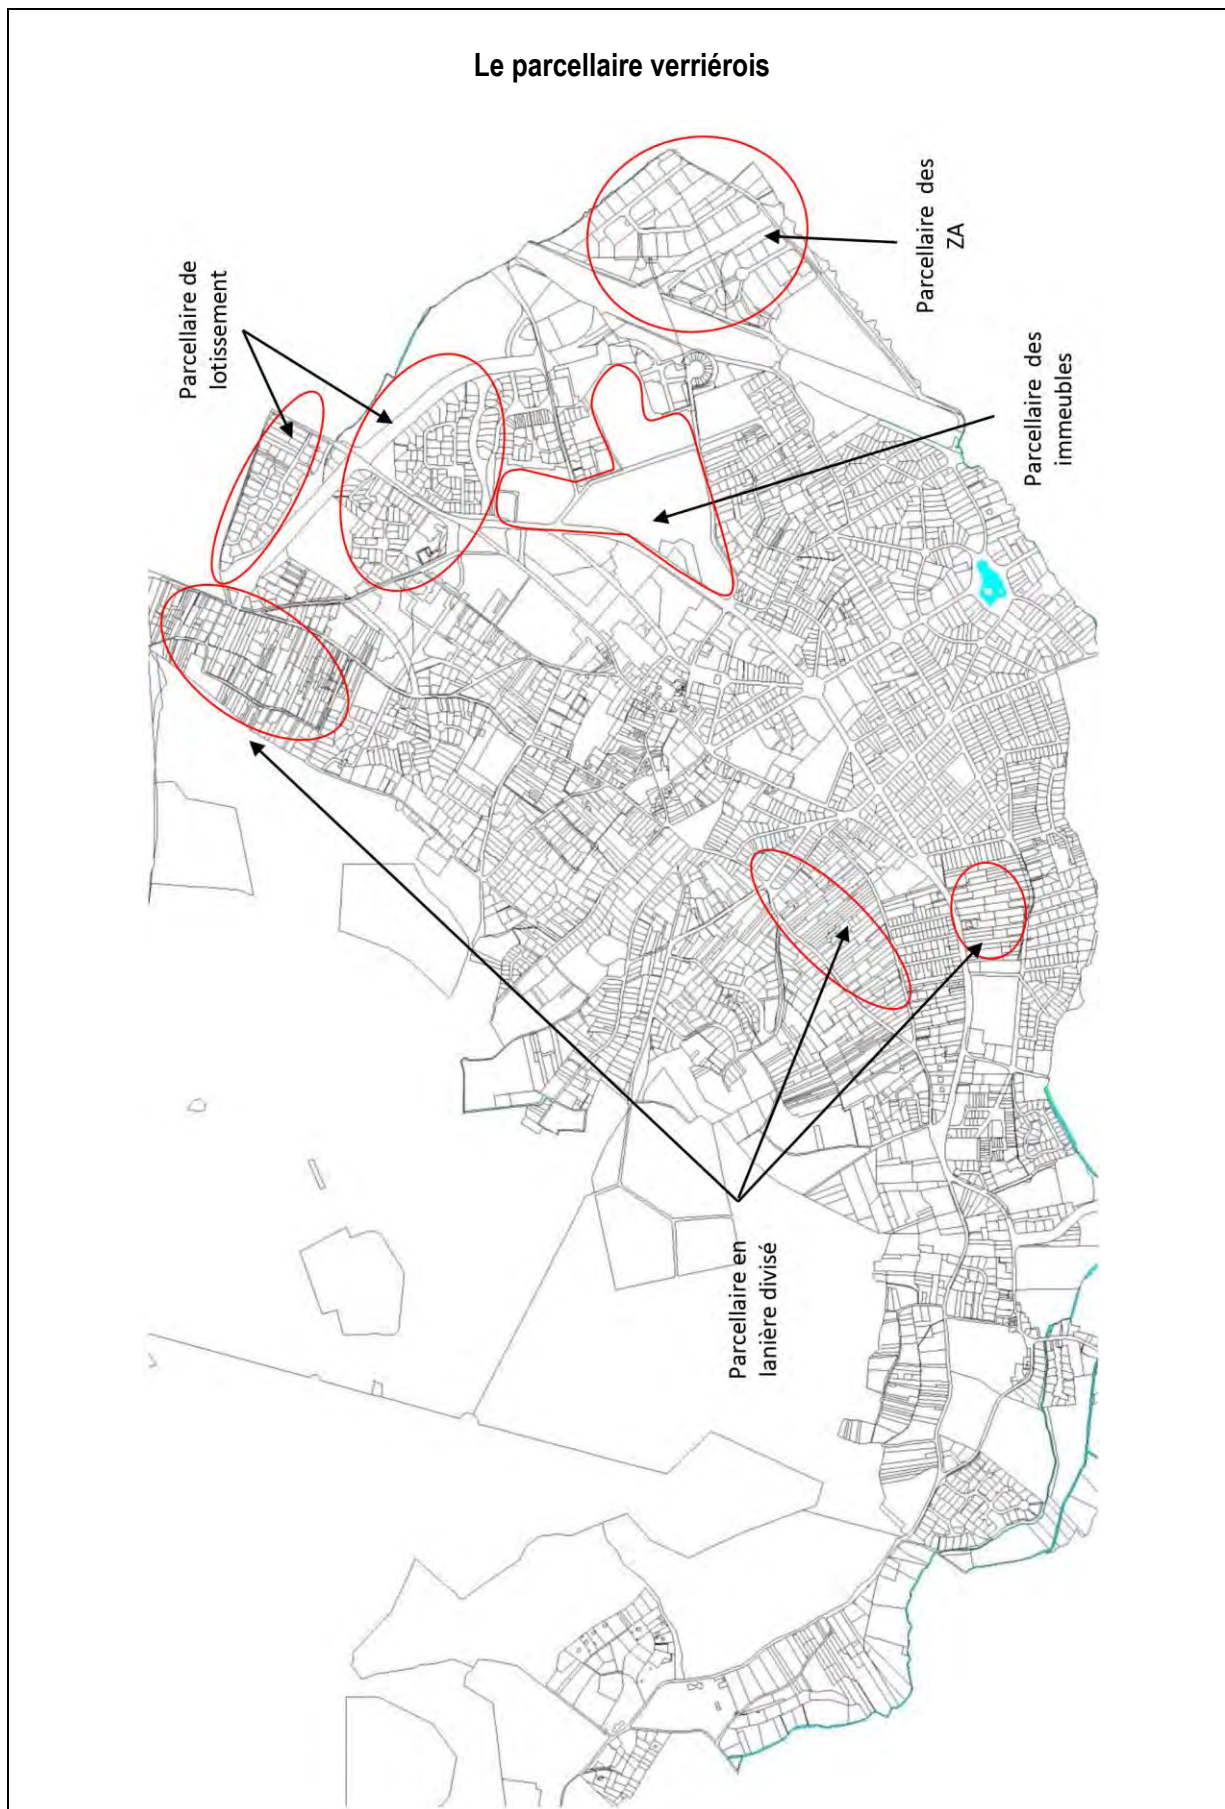 Le parcellaire verriérois
Parcellaire de
lotissement
Parcellaire des
ZA
Parcellaire des
immeubles
Parcellaire en
lanière divisé